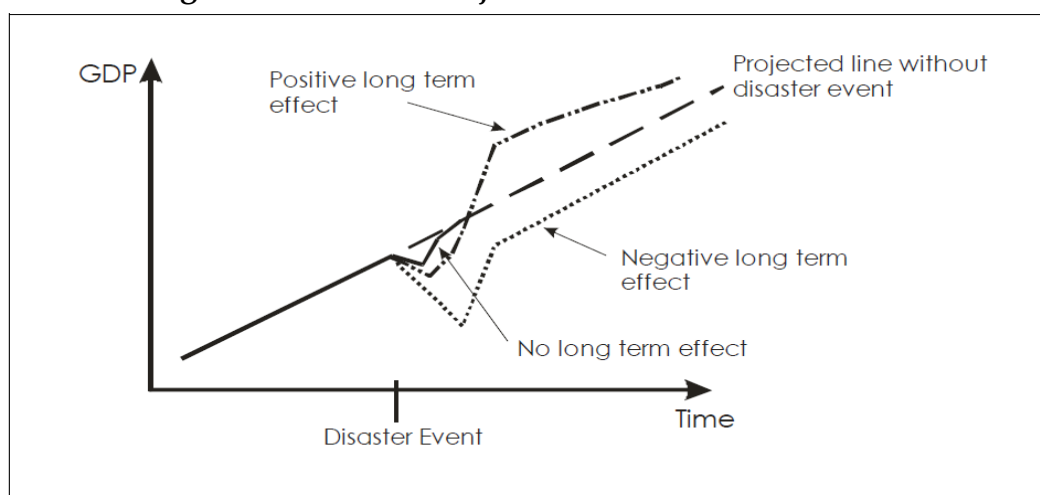 GDP
Positive long term
effect
Projected line without
disaster event
Negative long term
effect
No long term effect
Time
Disaster Event